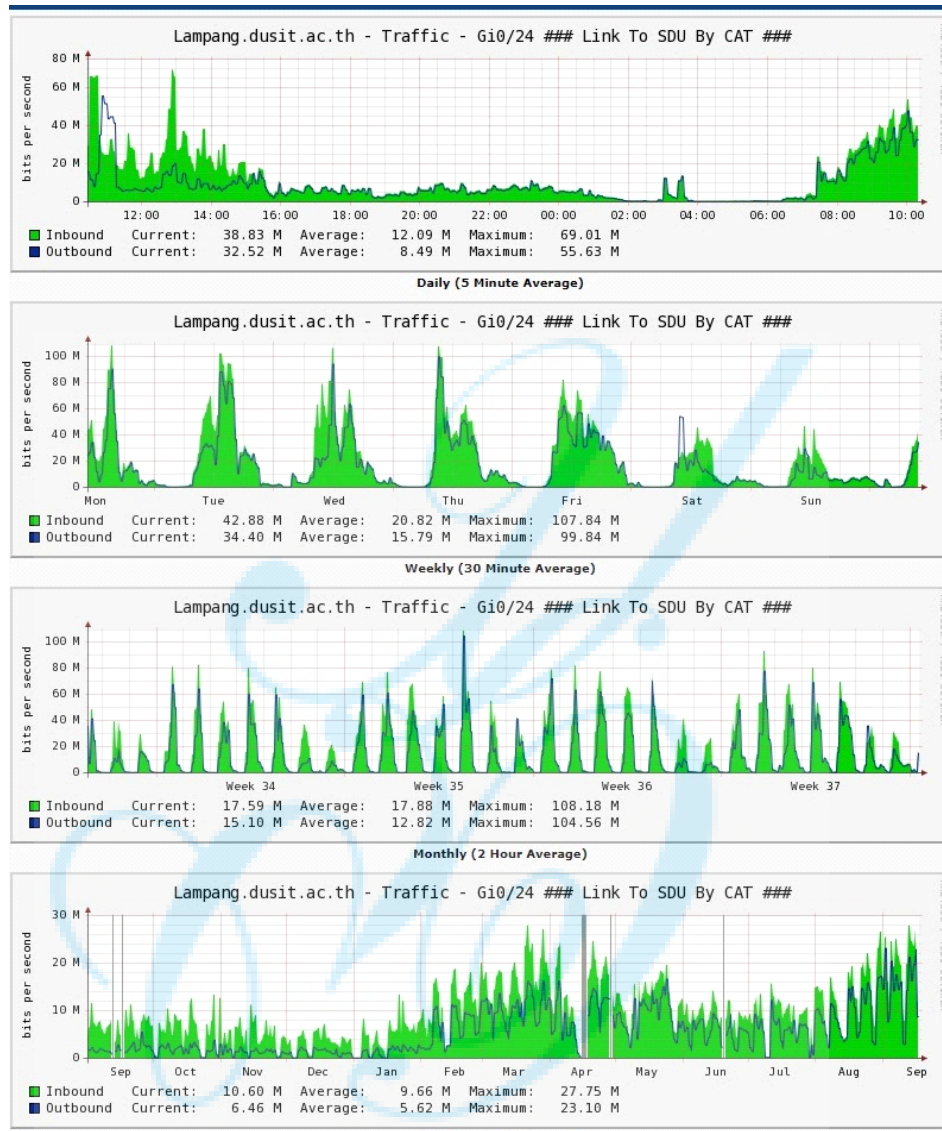 Lampang.dusit.ac.th - Traffic - Gi0/24 ### Link To SDU By CAT ###
bits per second
80 M
60 M
40 M
20 M
0
12:00 14:00 16:00 18:00 20:00 22:00 00:00 02:00 04:00 06:00 08:00 10:00
Inbound Current: 38.83 M Average: 12.09 M Maximum: 69.01 M
Outbound Current: 32.52 M Average: 8.49 M Maximum: 55.63 M
Daily (5 Minute Average)
Lampang.dusit.ac.th - Traffic - Gi0/24 ### Link To SDU By CAT ###
bits per second
100 M
80 M
60 M
40 M
20 M
0
Mon Tue Wed Thu Fri Sat Sun
Inbound Current: 42.88 M Average: 20.82 M Maximum: 107.84 M
Outbound Current: 34.40 M Average: 15.79 M Maximum: 99.84 M
Weekly (30 Minute Average)
Lampang.dusit.ac.th - Traffic - Gi0/24 ### Link To SDU By CAT ###
bits per second
100 M
80 M
60 M
40 M
20 M
0
Week 34 Week 35 Week 36 Week 37
Inbound Current: 17.59 M Average: 17.88 M Maximum: 108.18 M
Outbound Current: 15.10 M Average: 12.82 M Maximum: 104.56 M
Monthly (2 Hour Average)
Lampang.dusit.ac.th - Traffic - Gi0/24 ### Link To SDU By CAT ###
bits per second
30 M
20 M
10 M
0
Sep Oct Nov Dec Jan Feb Mar Apr May Jun Jul Aug Sep
Inbound Current: 10.60 M Average: 9.66 M Maximum: 27.75 M
Outbound Current: 6.46 M Average: 5.62 M Maximum: 23.10 M